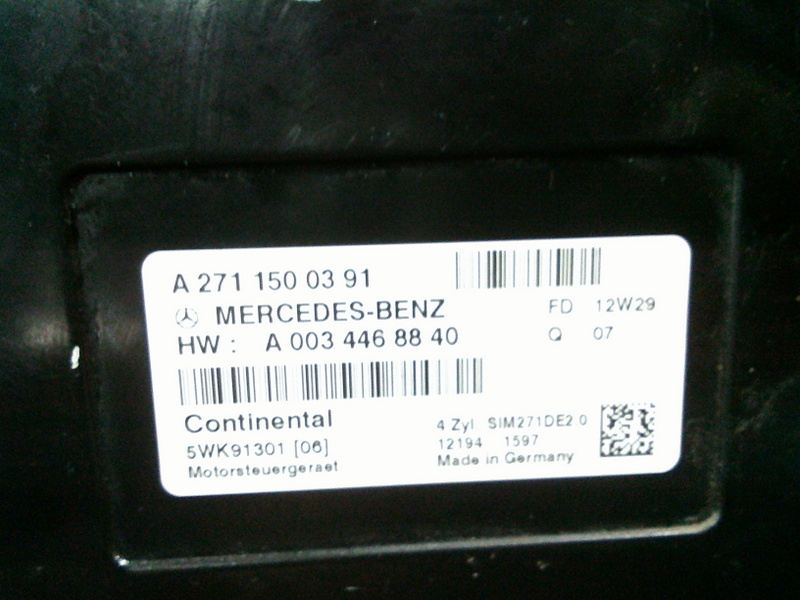 A 271 150 03 91
MERCEDES-BENZ FD 12W29
HW : A 003 446 88 40 Q 07
Continental
5WK91301 [06]
Motorsteuergeraet
4 Zyl. SIM271DE2.0
12194 1597
Made in Germany